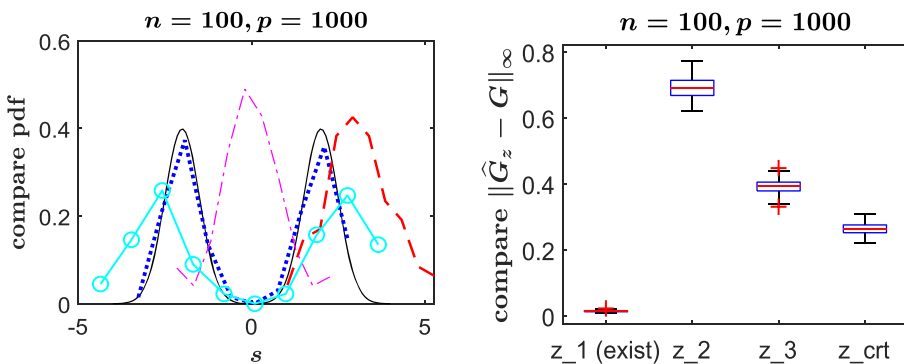 n = 100, p = 1000
compare pdf
0.6
0.4
0.2
0
-5
0
5
s
n = 100, p = 1000
compare ‖Ĝ_z − G‖_∞
0.8
0.6
0.4
0.2
0
z_1 (exist)
z_2
z_3
z_crt